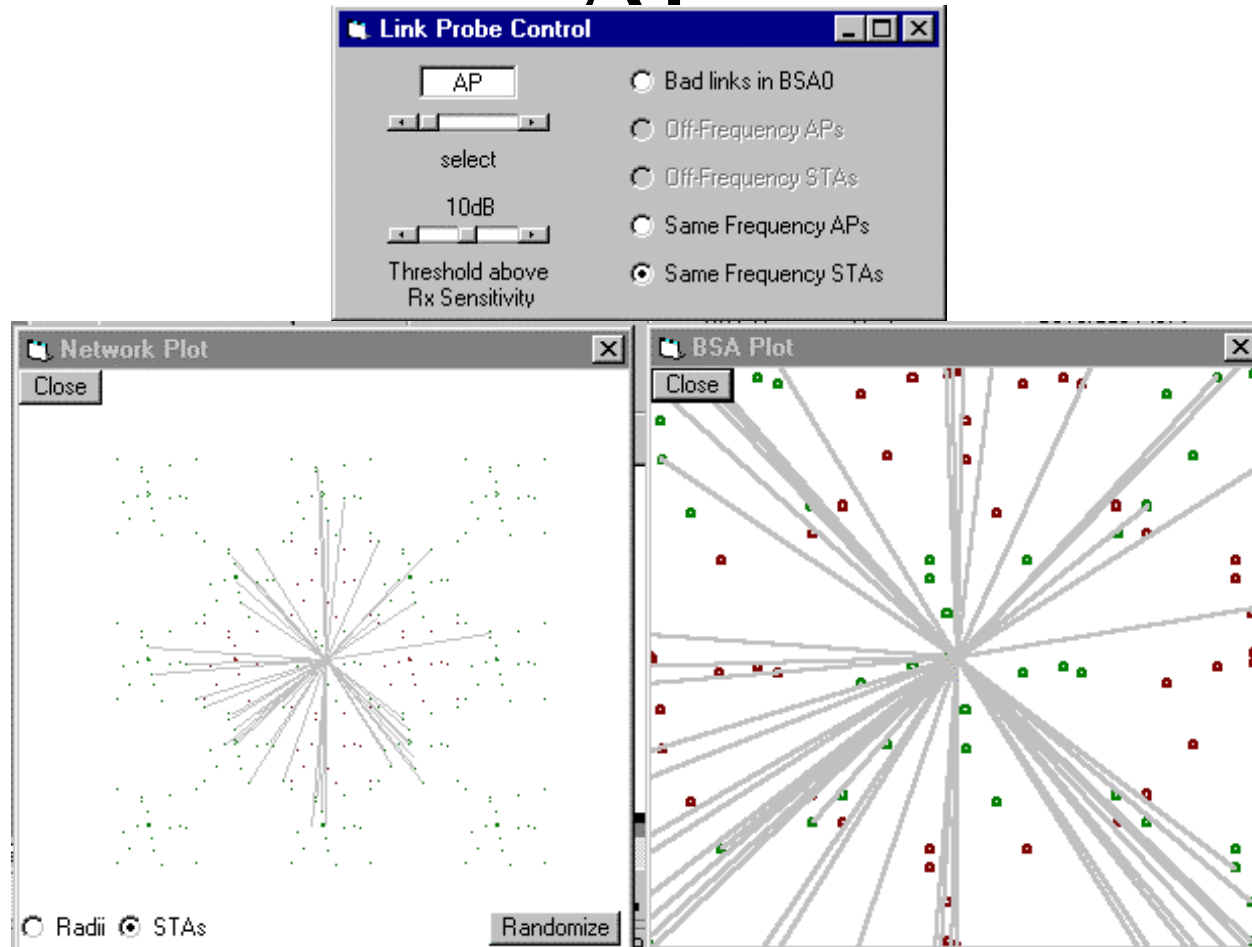 Link Probe Control
AP
select
10dB
Threshold above
Rx Sensitivity
Bad links in BSA0
Off-Frequency APs
Off-Frequency STAs
Same Frequency APs
Same Frequency STAs
Network Plot
Close
Radii
STAs
Randomize
BSA Plot
Close